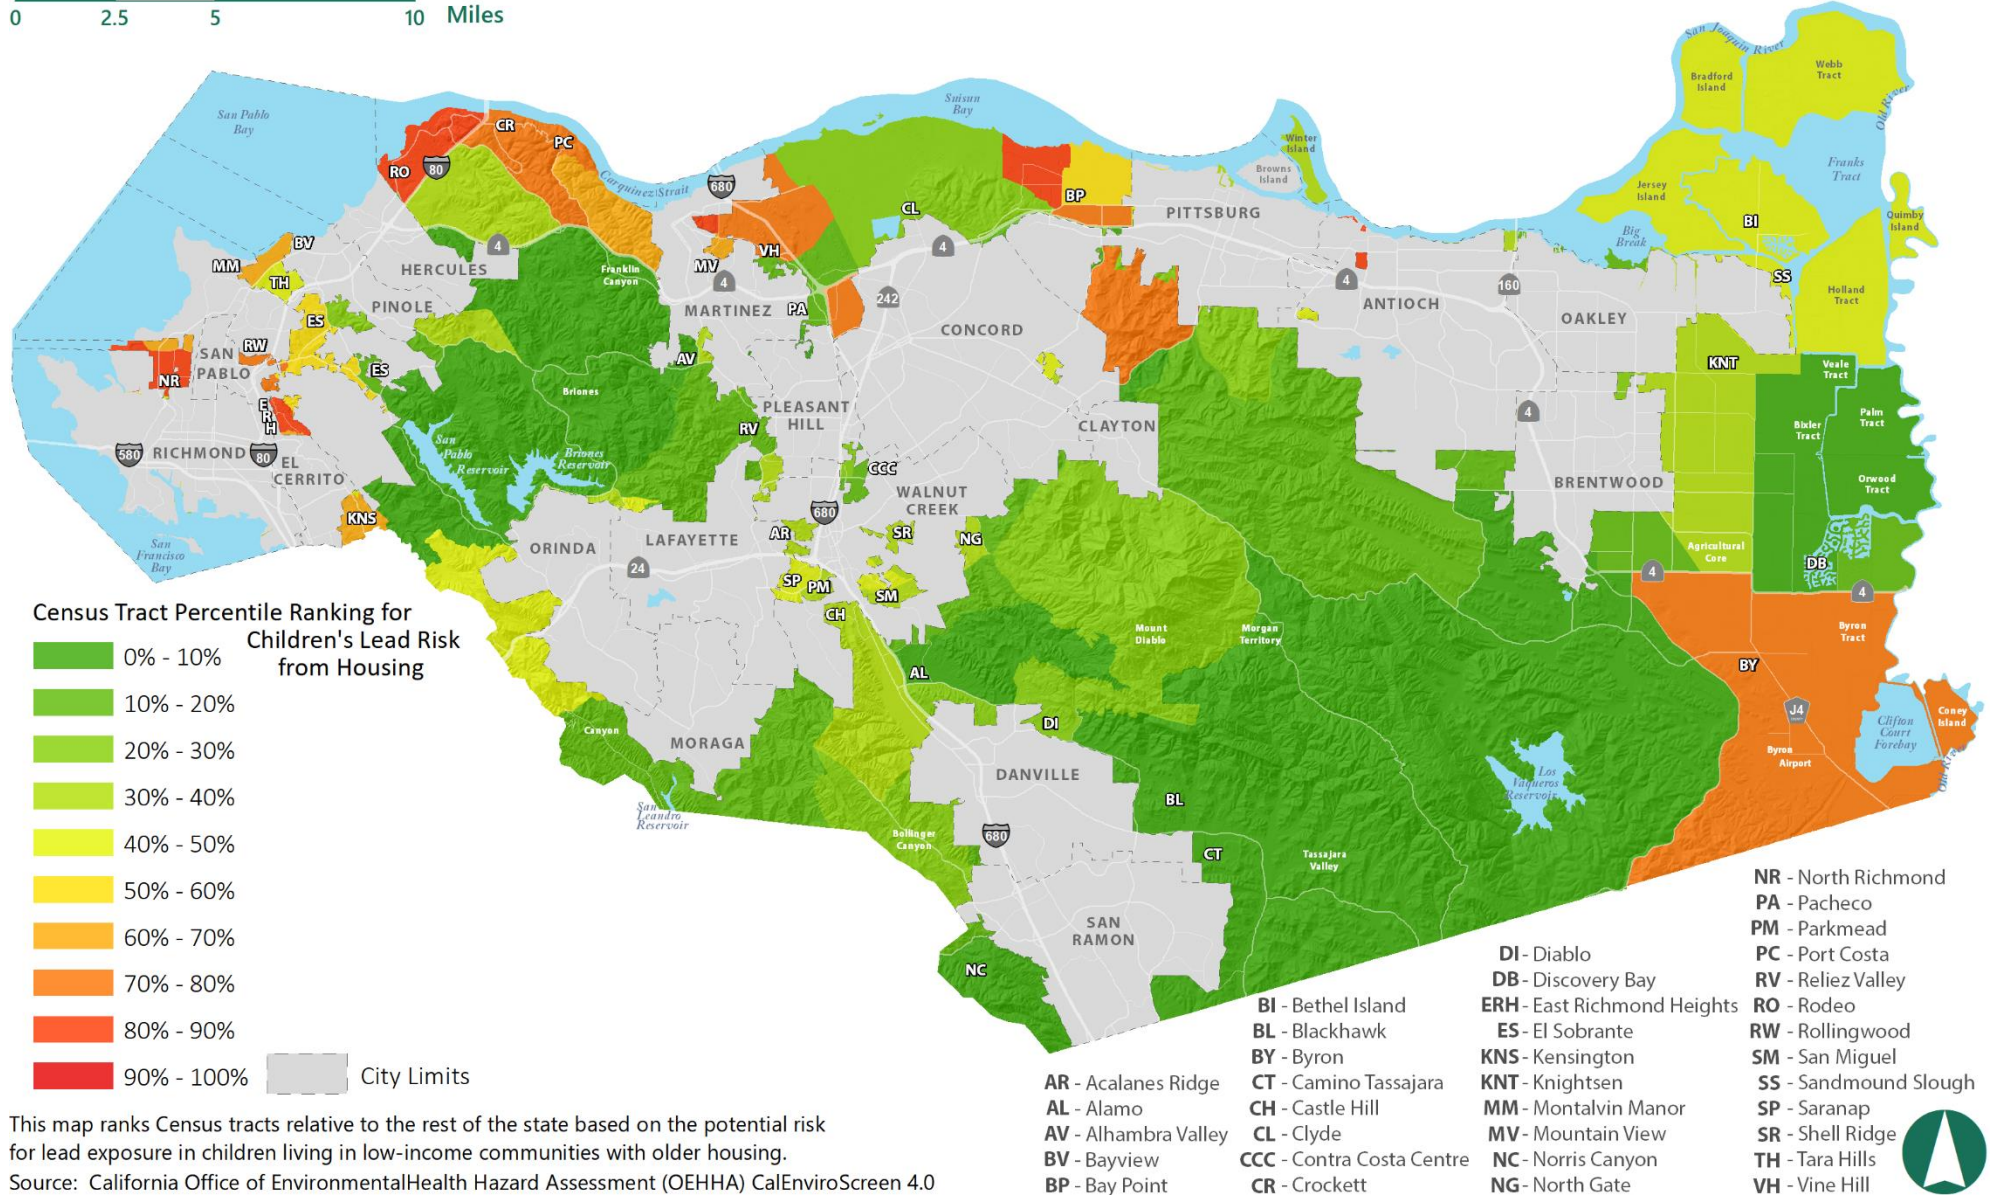 0 2.5 5 10 Miles
San Joaquin River
Bradford Island
Webb Tract
Old River
San Pablo Bay
Suisun Bay
CR
PC
RO
80
Winter Island
Browns Island
Franks Tract
Carquinez Strait
680
Jersey Island
BP
CL
PITTSBURG
BI
Quimby Island
Big Break
BV
MM
TH
HERCULES
4
Franklin Canyon
VH
MV
4
4
SS
Holland Tract
PINOLE
MARTINEZ
PA
242
4
ANTIOCH
160
OAKLEY
ES
RW
SAN PABLO
NR
ES
AV
CONCORD
KNT
Veale Tract
Briones
E
R
H
PLEASANT HILL
RV
CLAYTON
4
Bixler Tract
Palm Tract
580
RICHMOND
80
EL CERRITO
San Pablo Reservoir
Briones Reservoir
CCC
WALNUT CREEK
BRENTWOOD
Orwood Tract
KNS
680
San Francisco Bay
ORINDA
LAFAYETTE
AR
SR
NG
Agricultural Core
24
SP
PM
SM
4
DB
4
CH
Mount Diablo
Morgan Territory
Byron Tract
AL
BY
Canyon
MORAGA
DI
J4
Clifton Court Forebay
Coney Island
Byron Airport
DANVILLE
Los Vaqueros Reservoir
Old River
San Leandro Reservoir
BL
Bollinger Canyon
680
CT
Tassajara Valley
SAN RAMON
NC
Census Tract Percentile Ranking for
Children's Lead Risk
from Housing
0% - 10%
10% - 20%
20% - 30%
30% - 40%
40% - 50%
50% - 60%
60% - 70%
70% - 80%
80% - 90%
90% - 100%
City Limits
AR - Acalanes Ridge
AL - Alamo
AV - Alhambra Valley
BV - Bayview
BP - Bay Point
BI - Bethel Island
BL - Blackhawk
BY - Byron
CT - Camino Tassajara
CH - Castle Hill
CL - Clyde
CCC - Contra Costa Centre
CR - Crockett
DI - Diablo
DB - Discovery Bay
ERH - East Richmond Heights
ES - El Sobrante
KNS - Kensington
KNT - Knightsen
MM - Montalvin Manor
MV - Mountain View
NC - Norris Canyon
NG - North Gate
NR - North Richmond
PA - Pacheco
PM - Parkmead
PC - Port Costa
RV - Reliez Valley
RO - Rodeo
RW - Rollingwood
SM - San Miguel
SS - Sandmound Slough
SP - Saranap
SR - Shell Ridge
TH - Tara Hills
VH - Vine Hill
This map ranks Census tracts relative to the rest of the state based on the potential risk
for lead exposure in children living in low-income communities with older housing.
Source: California Office of EnvironmentalHealth Hazard Assessment (OEHHA) CalEnviroScreen 4.0